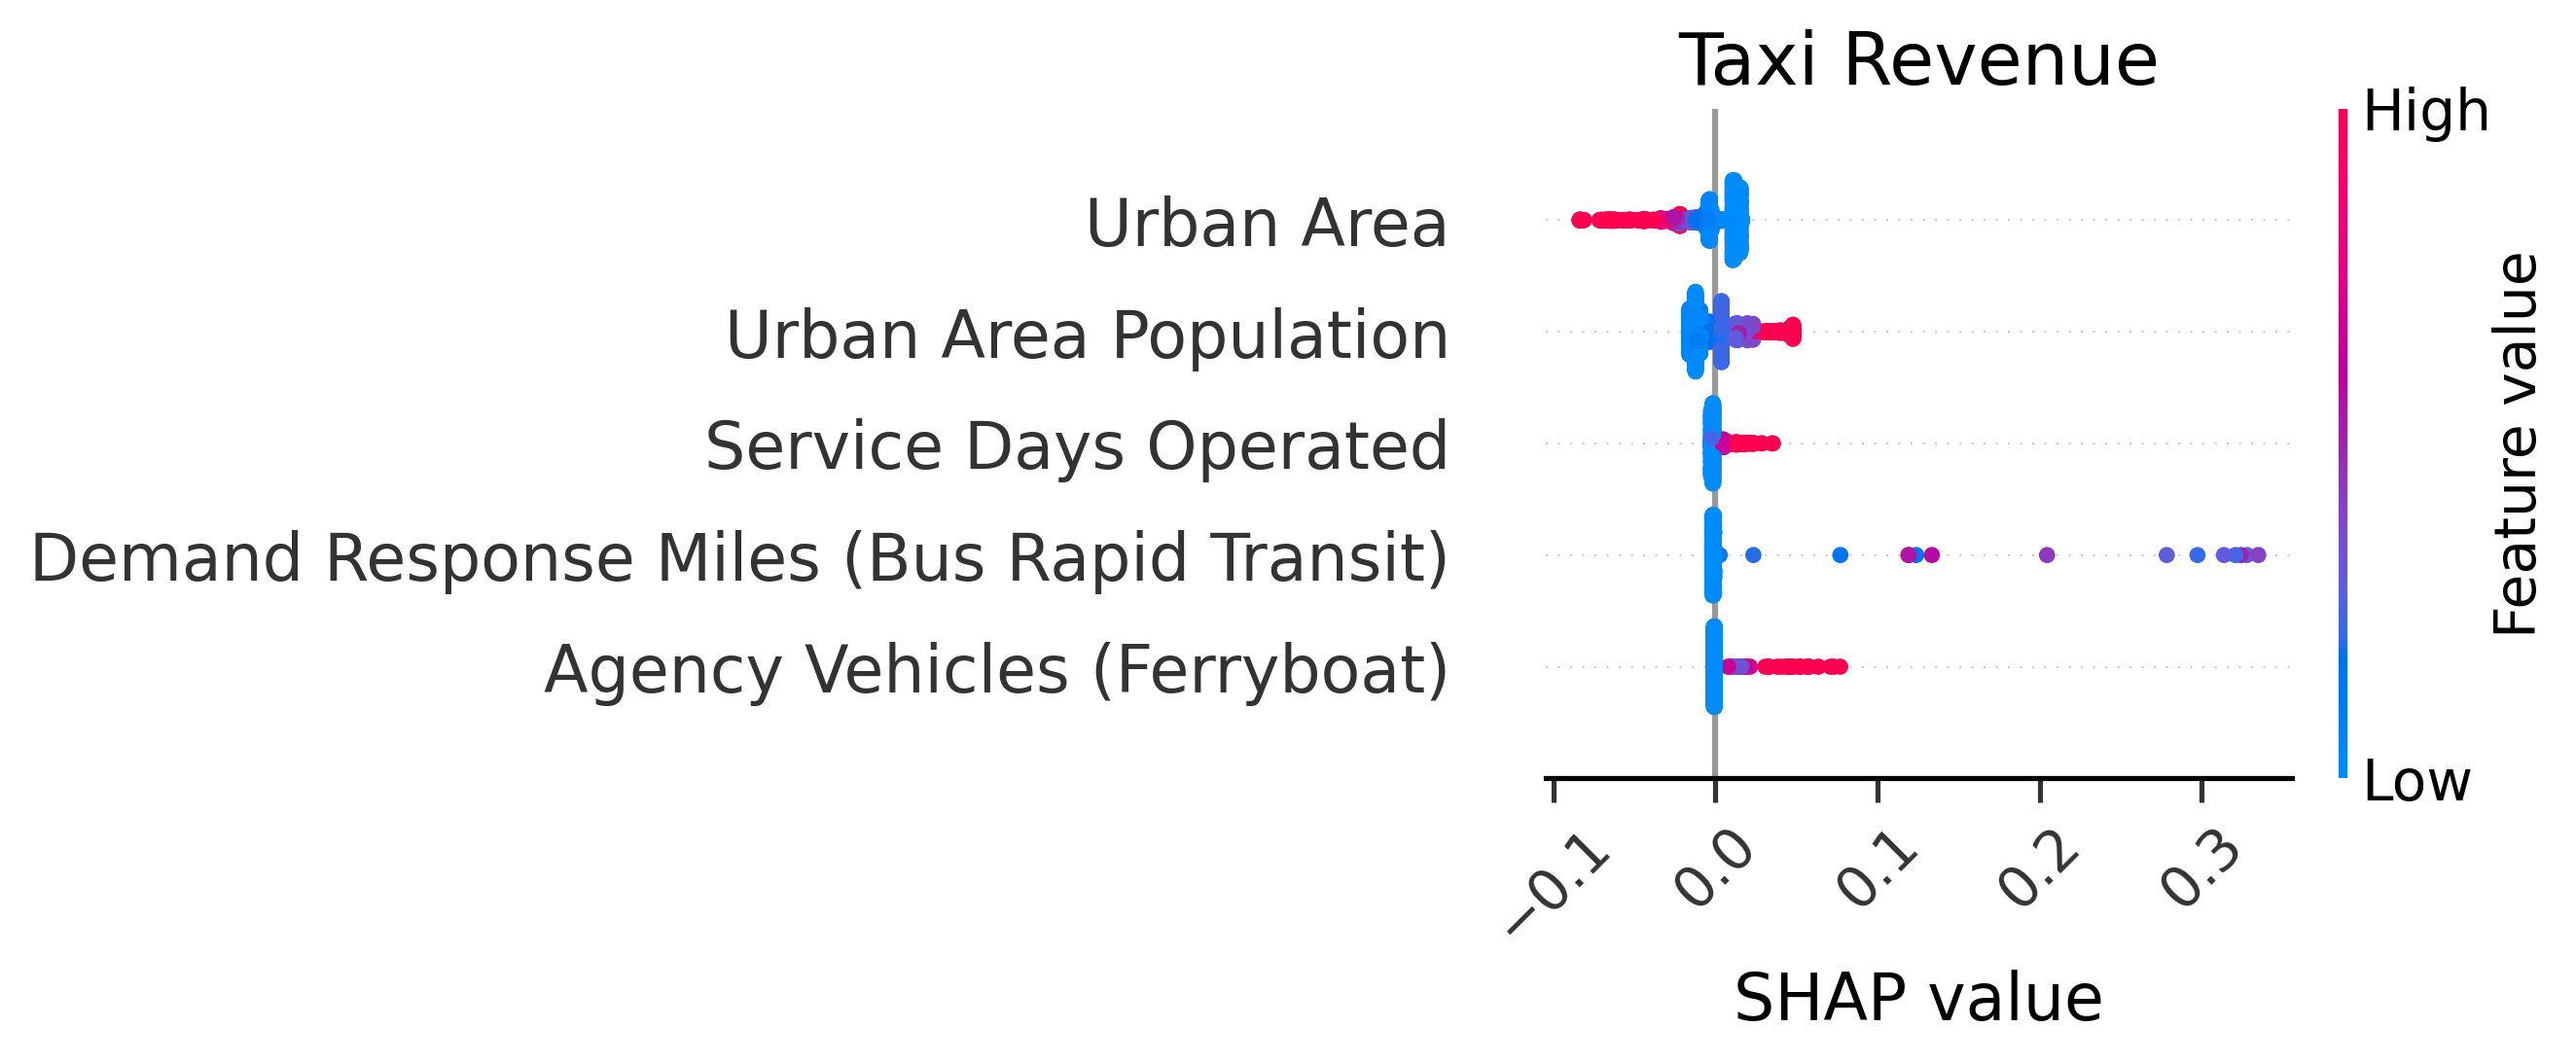 Taxi Revenue
High
Urban Area
Urban Area Population
Service Days Operated
Demand Response Miles (Bus Rapid Transit)
Agency Vehicles (Ferryboat)
Feature value
Low
−0.1
0.0
0.1
0.2
0.3
SHAP value